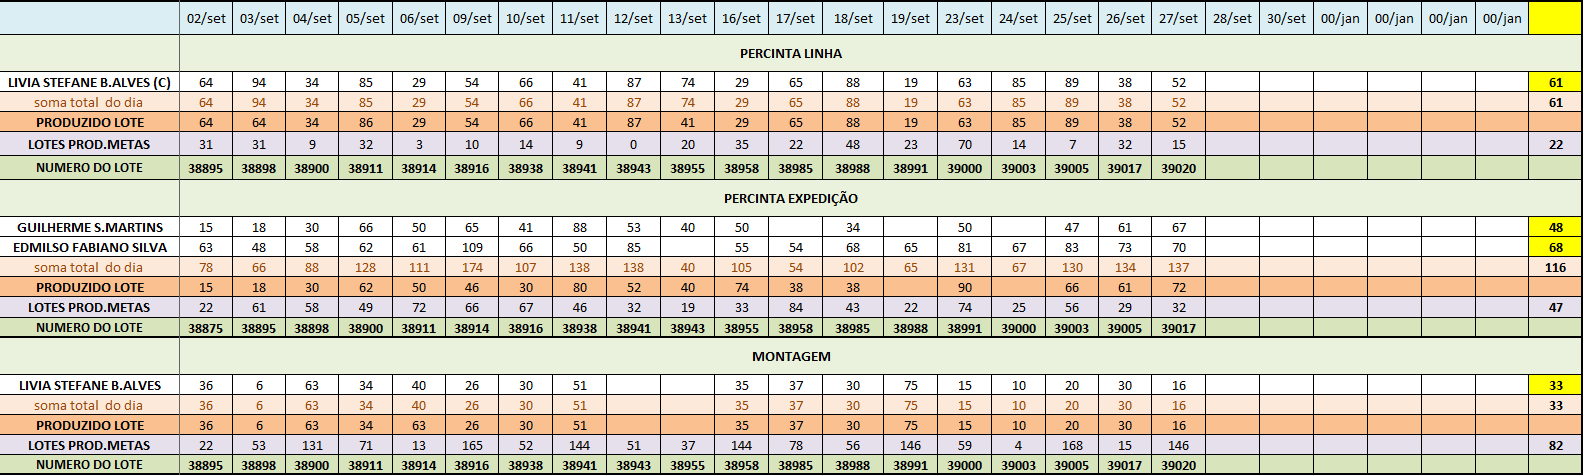 02/set 03/set 04/set 05/set 06/set 09/set 10/set 11/set 12/set 13/set 16/set 17/set 18/set 19/set 23/set 24/set 25/set 26/set 27/set 28/set 30/set 00/jan 00/jan 00/jan 00/jan
PERCINTA LINHA
LIVIA STEFANE B.ALVES (C) 64 94 34 85 29 54 66 41 87 74 29 65 88 19 63 85 89 38 52 61
soma total do dia 64 94 34 85 29 54 66 41 87 74 29 65 88 19 63 85 89 38 52 61
PRODUZIDO LOTE 64 64 34 86 29 54 66 41 87 41 29 65 88 19 63 85 89 38 52
LOTES PROD.METAS 31 31 9 32 3 10 14 9 0 20 35 22 48 23 70 14 7 32 15 22
NUMERO DO LOTE 38895 38898 38900 38911 38914 38916 38938 38941 38943 38955 38958 38985 38988 38991 39000 39003 39005 39017 39020
PERCINTA EXPEDIÇÃO
GUILHERME S.MARTINS 15 18 30 66 50 65 41 88 53 40 50 34 50 47 61 67 48
EDMILSO FABIANO SILVA 63 48 58 62 61 109 66 50 85 55 54 68 65 81 67 83 73 70 68
soma total do dia 78 66 88 128 111 174 107 138 138 40 105 54 102 65 131 67 130 134 137 116
PRODUZIDO LOTE 15 18 30 62 50 46 30 80 52 40 74 38 38 90 66 61 72
LOTES PROD.METAS 22 61 58 49 72 66 67 46 32 19 33 84 43 22 74 25 56 29 32 47
NUMERO DO LOTE 38875 38895 38898 38900 38911 38914 38916 38938 38941 38943 38955 38958 38985 38988 38991 39000 39003 39005 39017
MONTAGEM
LIVIA STEFANE B.ALVES 36 6 63 34 40 26 30 51 35 37 30 75 15 10 20 30 16 33
soma total do dia 36 6 63 34 40 26 30 51 35 37 30 75 15 10 20 30 16 33
PRODUZIDO LOTE 36 6 63 34 63 26 30 51 35 37 30 75 15 10 20 30 16
LOTES PROD.METAS 22 53 131 71 13 165 52 144 51 37 144 78 56 146 59 4 168 15 146 82
NUMERO DO LOTE 38895 38898 38900 38911 38914 38916 38938 38941 38943 38955 38958 38985 38988 38991 39000 39003 39005 39017 39020